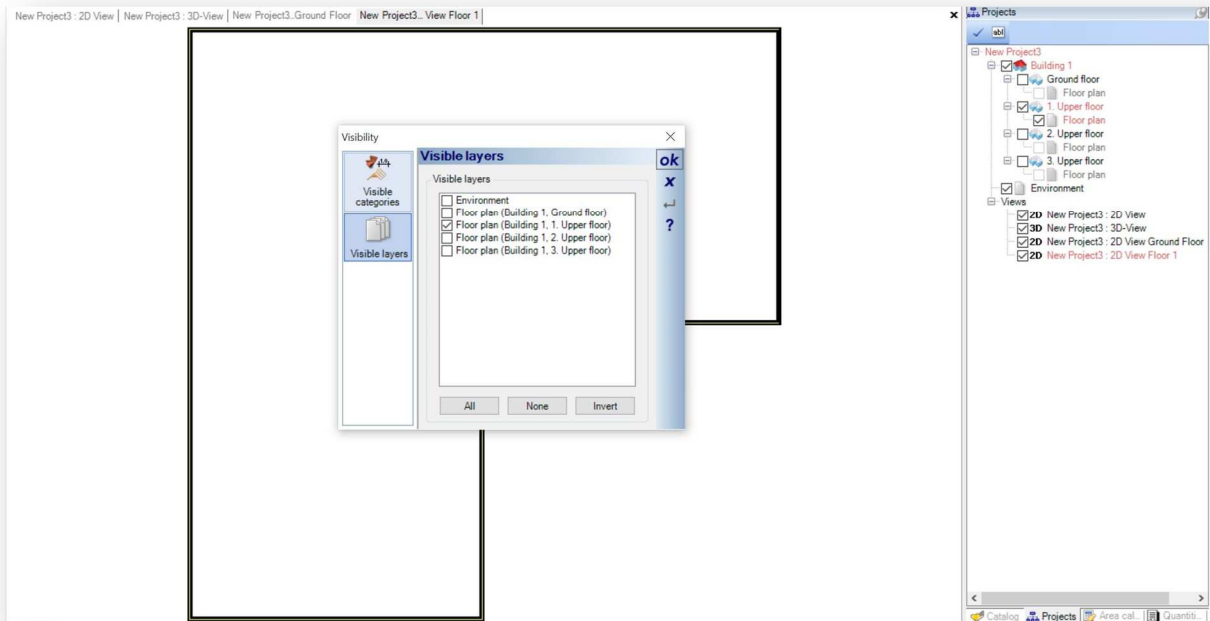 New Project3 : 2D View | New Project3 : 3D-View | New Project3..Ground Floor New Project3... View Floor 1
Projects
abl
New Project3
Building 1
Ground floor
Floor plan
1. Upper floor
Floor plan
2. Upper floor
Floor plan
3. Upper floor
Floor plan
Environment
Views
2D New Project3 : 2D View
3D New Project3 : 3D-View
2D New Project3 : 2D View Ground Floor
2D New Project3 : 2D View Floor 1
Visibility
Visible categories
Visible layers
Visible layers
Visible layers
Environment
Floor plan (Building 1, Ground floor)
Floor plan (Building 1, 1. Upper floor)
Floor plan (Building 1, 2. Upper floor)
Floor plan (Building 1, 3. Upper floor)
All None Invert
ok
x
?
Catalog Projects Area cal... Quantiti...